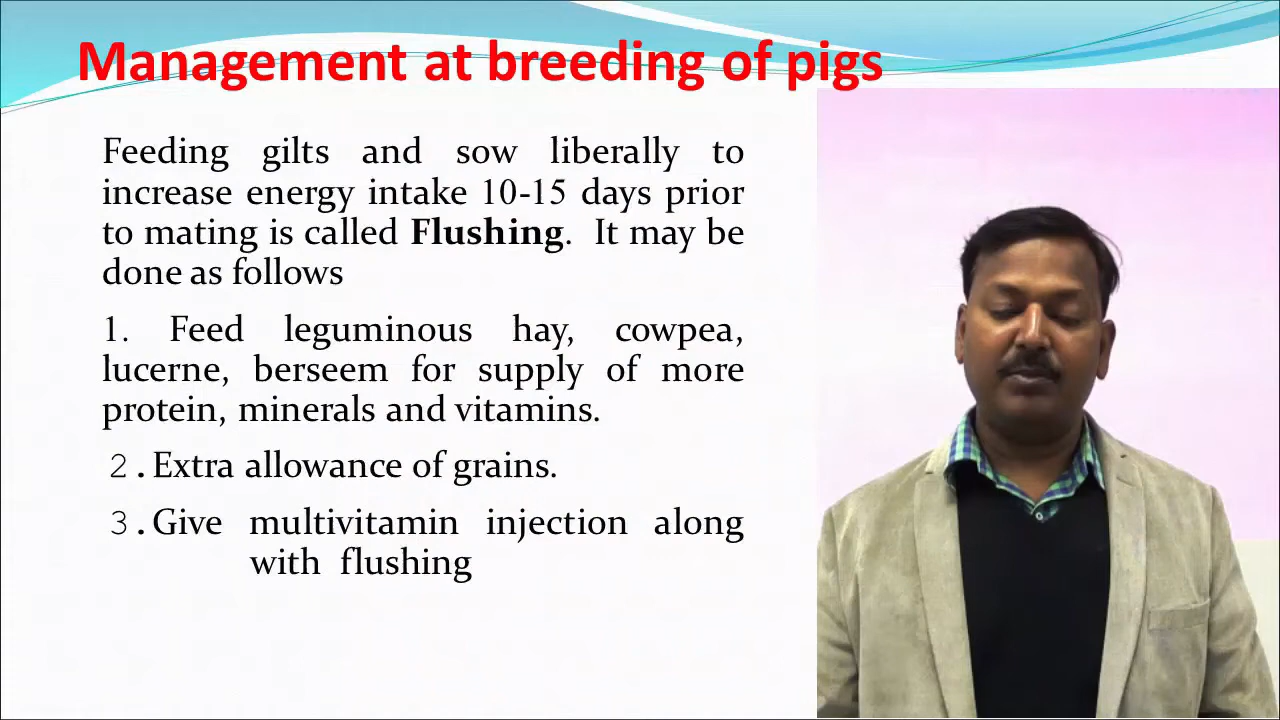 Management at breeding of pigs
Feeding gilts and sow liberally to
increase energy intake 10-15 days prior
to mating is called Flushing. It may be
done as follows
1. Feed leguminous hay, cowpea,
lucerne, berseem for supply of more
protein, minerals and vitamins.
2. Extra allowance of grains.
3. Give multivitamin injection along
with flushing